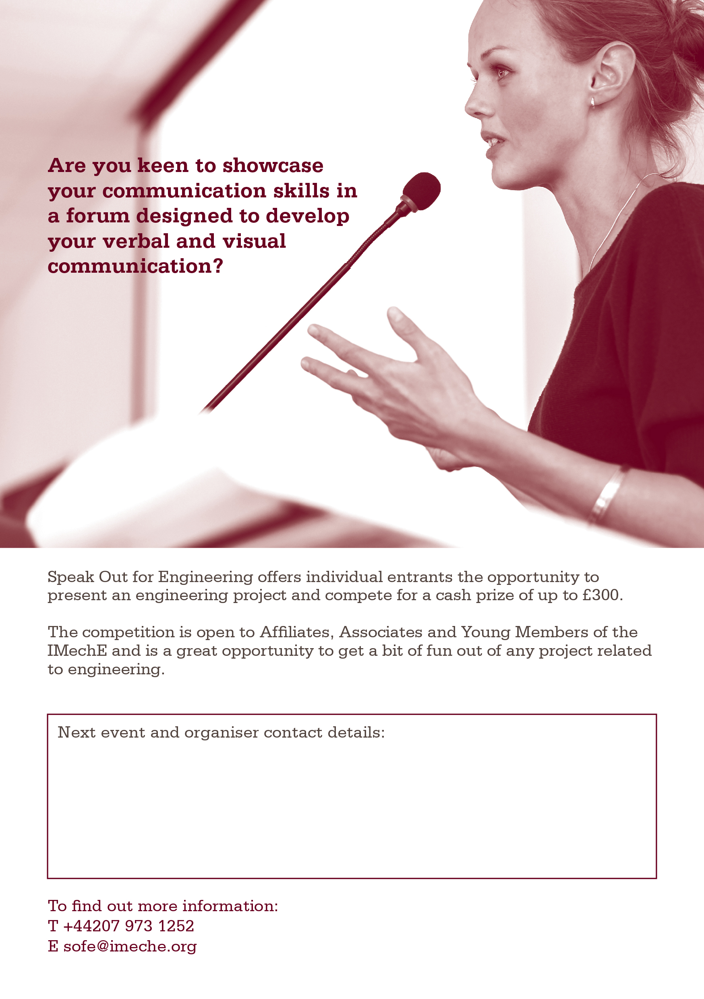 Are you keen to showcase
your communication skills in
a forum designed to develop
your verbal and visual
communication?
Speak Out for Engineering offers individual entrants the opportunity to
present an engineering project and compete for a cash prize of up to £300.
The competition is open to Affiliates, Associates and Young Members of the
IMechE and is a great opportunity to get a bit of fun out of any project related
to engineering.
Next event and organiser contact details:
To find out more information:
T +44207 973 1252
E sofe@imeche.org